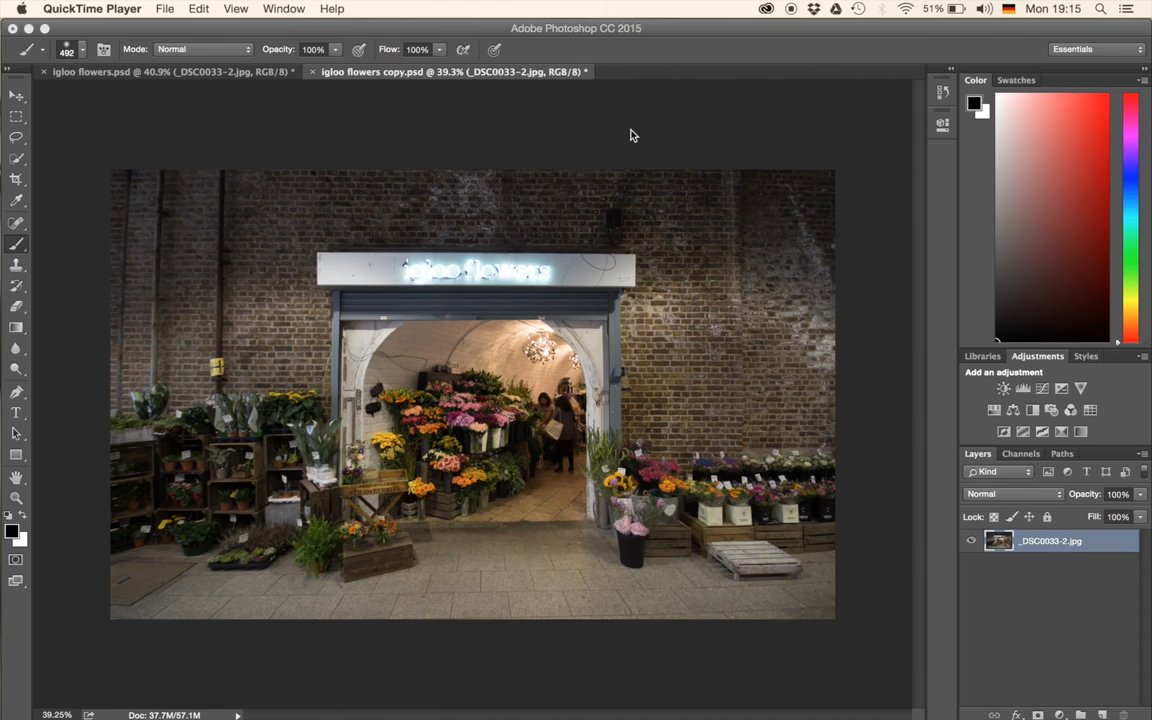 QuickTime Player File Edit View Window Help 51% Mon 19:15
Adobe Photoshop CC 2015
492 Mode: Normal Opacity: 100% Flow: 100% Essentials
igloo flowers.psd @ 40.9% (_DSC0033-2.jpg, RGB/8) * igloo flowers copy.psd @ 39.3% (_DSC0033-2.jpg, RGB/8) *
Color Swatches
igloo flowers
Libraries Adjustments Styles
Add an adjustment
Layers Channels Paths
Kind
Normal Opacity: 100%
Lock: Fill: 100%
_DSC0033-2.jpg
39.25% Doc: 37.7M/57.1M